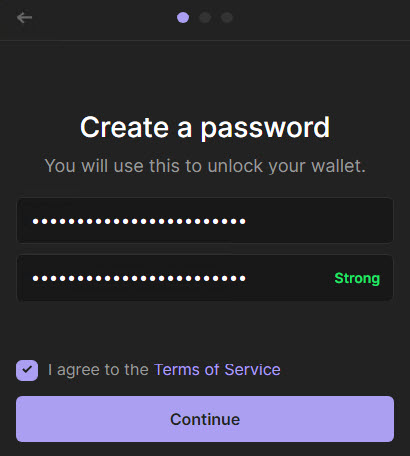 Create a password
You will use this to unlock your wallet.
••••••••••••••••••••••••
•••••••••••••••••••••••• Strong
I agree to the Terms of Service
Continue